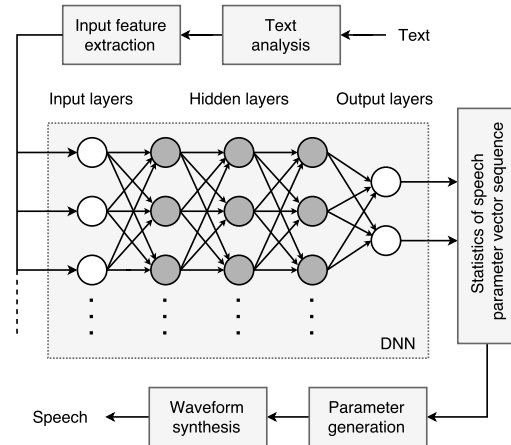 Input feature
extraction
Text
analysis
Text
Input layers
Hidden layers
Output layers
Statistics of speech
parameter vector sequence
DNN
Speech
Waveform
synthesis
Parameter
generation